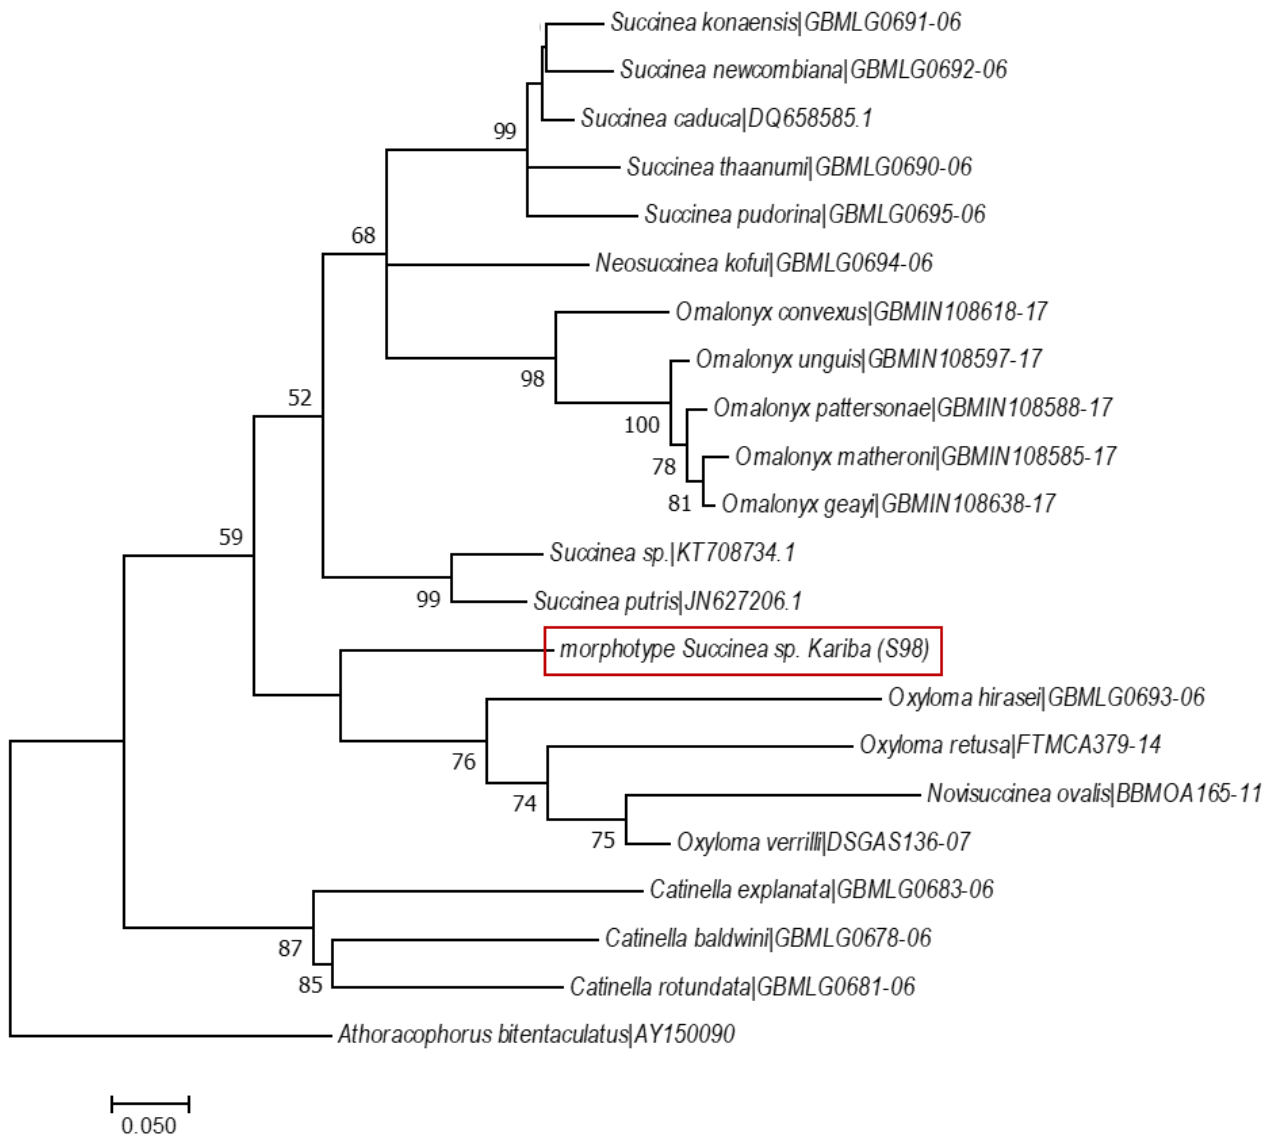 Succinea konaensis|GBMLG0691-06
Succinea newcombiana|GBMLG0692-06
Succinea caduca|DQ658585.1
99
Succinea thaanumi|GBMLG0690-06
Succinea pudorina|GBMLG0695-06
68
Neosuccinea kofui|GBMLG0694-06
Omalonyx convexus|GBMIN108618-17
Omalonyx unguis|GBMIN108597-17
98
Omalonyx pattersonae|GBMIN108588-17
52
100
Omalonyx matheroni|GBMIN108585-17
78
Omalonyx geayi|GBMIN108638-17
81
59
Succinea sp.|KT708734.1
99
Succinea putris|JN627206.1
morphotype Succinea sp. Kariba (S98)
Oxyloma hirasei|GBMLG0693-06
Oxyloma retusa|FTMCA379-14
76
Novisuccinea ovalis|BBMOA165-11
74
Oxyloma verrilli|DSGAS136-07
75
Catinella explanata|GBMLG0683-06
Catinella baldwini|GBMLG0678-06
87
Catinella rotundata|GBMLG0681-06
85
Athoracophorus bitentaculatus|AY150090
0.050